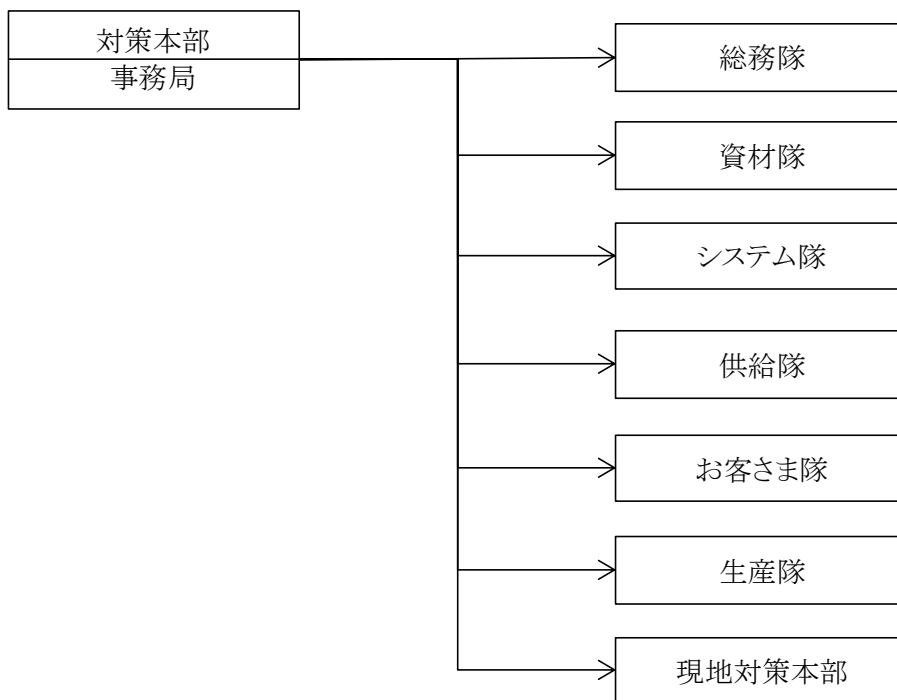 対策本部
事務局
総務隊
資材隊
システム隊
供給隊
お客さま隊
生産隊
現地対策本部